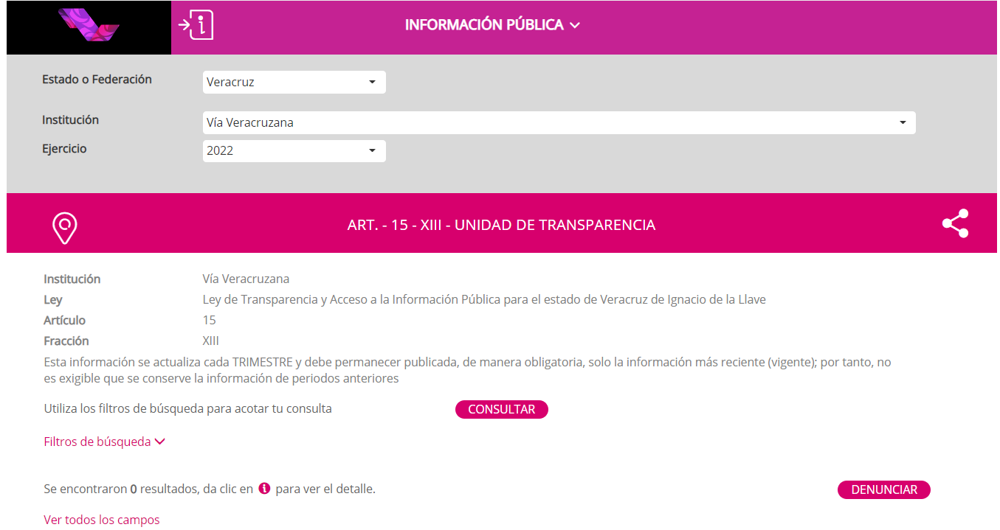 INFORMACIÓN PÚBLICA
Estado o Federación
Veracruz
Institución
Vía Veracruzana
Ejercicio
2022
ART. - 15 - XIII - UNIDAD DE TRANSPARENCIA
Institución
Vía Veracruzana
Ley
Ley de Transparencia y Acceso a la Información Pública para el estado de Veracruz de Ignacio de la Llave
Artículo
15
Fracción
XIII
Esta información se actualiza cada TRIMESTRE y debe permanecer publicada, de manera obligatoria, solo la información más reciente (vigente); por tanto, no
es exigible que se conserve la información de periodos anteriores
Utiliza los filtros de búsqueda para acotar tu consulta
CONSULTAR
Filtros de búsqueda
Se encontraron 0 resultados, da clic en i para ver el detalle.
DENUNCIAR
Ver todos los campos